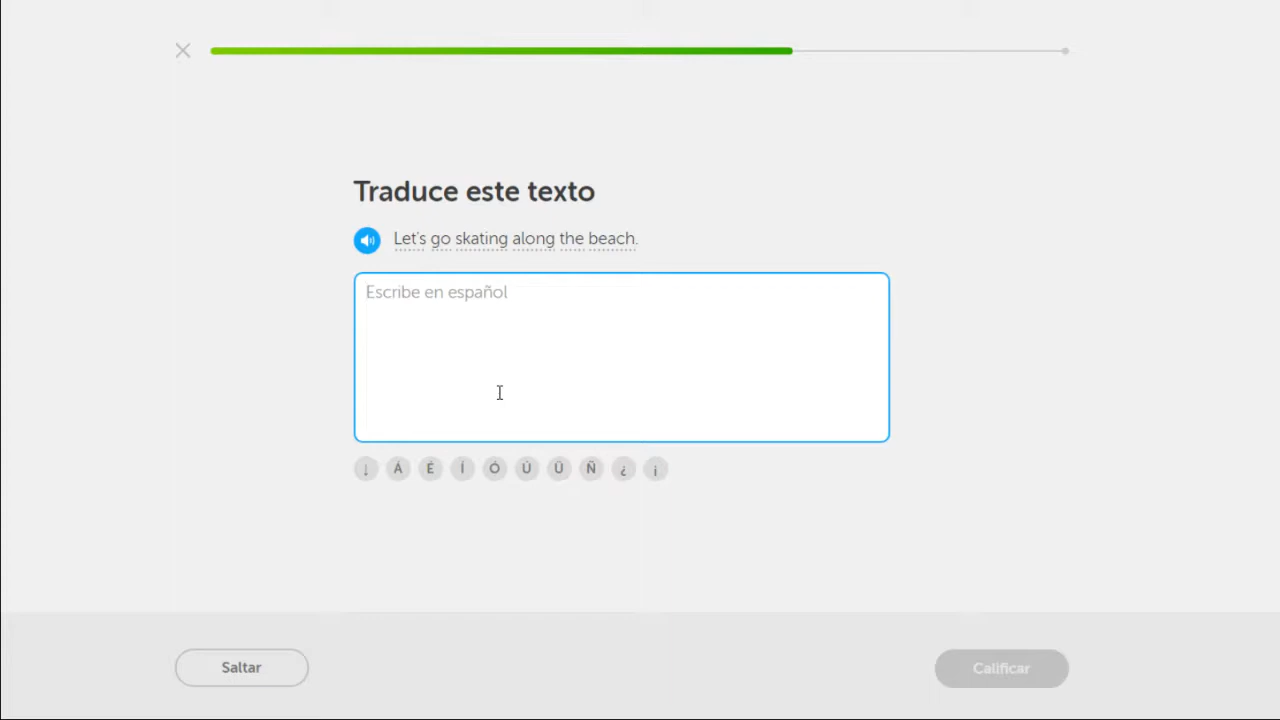 Traduce este texto
Let's go skating along the beach.
Escribe en español
↓ Á É Í Ó Ú Ü Ñ ¿ ¡
Saltar
Calificar